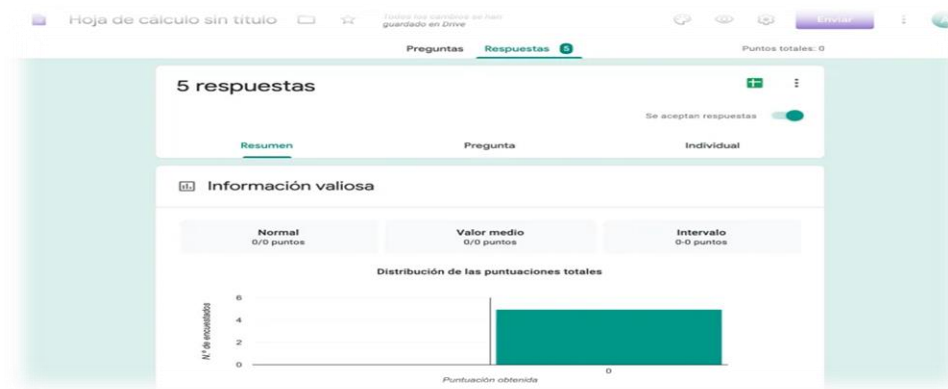 Hoja de cálculo sin título
Todos los cambios se han
guardado en Drive
Enviar
Preguntas Respuestas 5
Puntos totales: 0
5 respuestas
Se aceptan respuestas
Resumen Pregunta Individual
Información valiosa
Normal Valor medio Intervalo
0/0 puntos 0/0 puntos 0-0 puntos
Distribución de las puntuaciones totales
6
4
2
0
N.º de encuestados
0
Puntuación obtenida